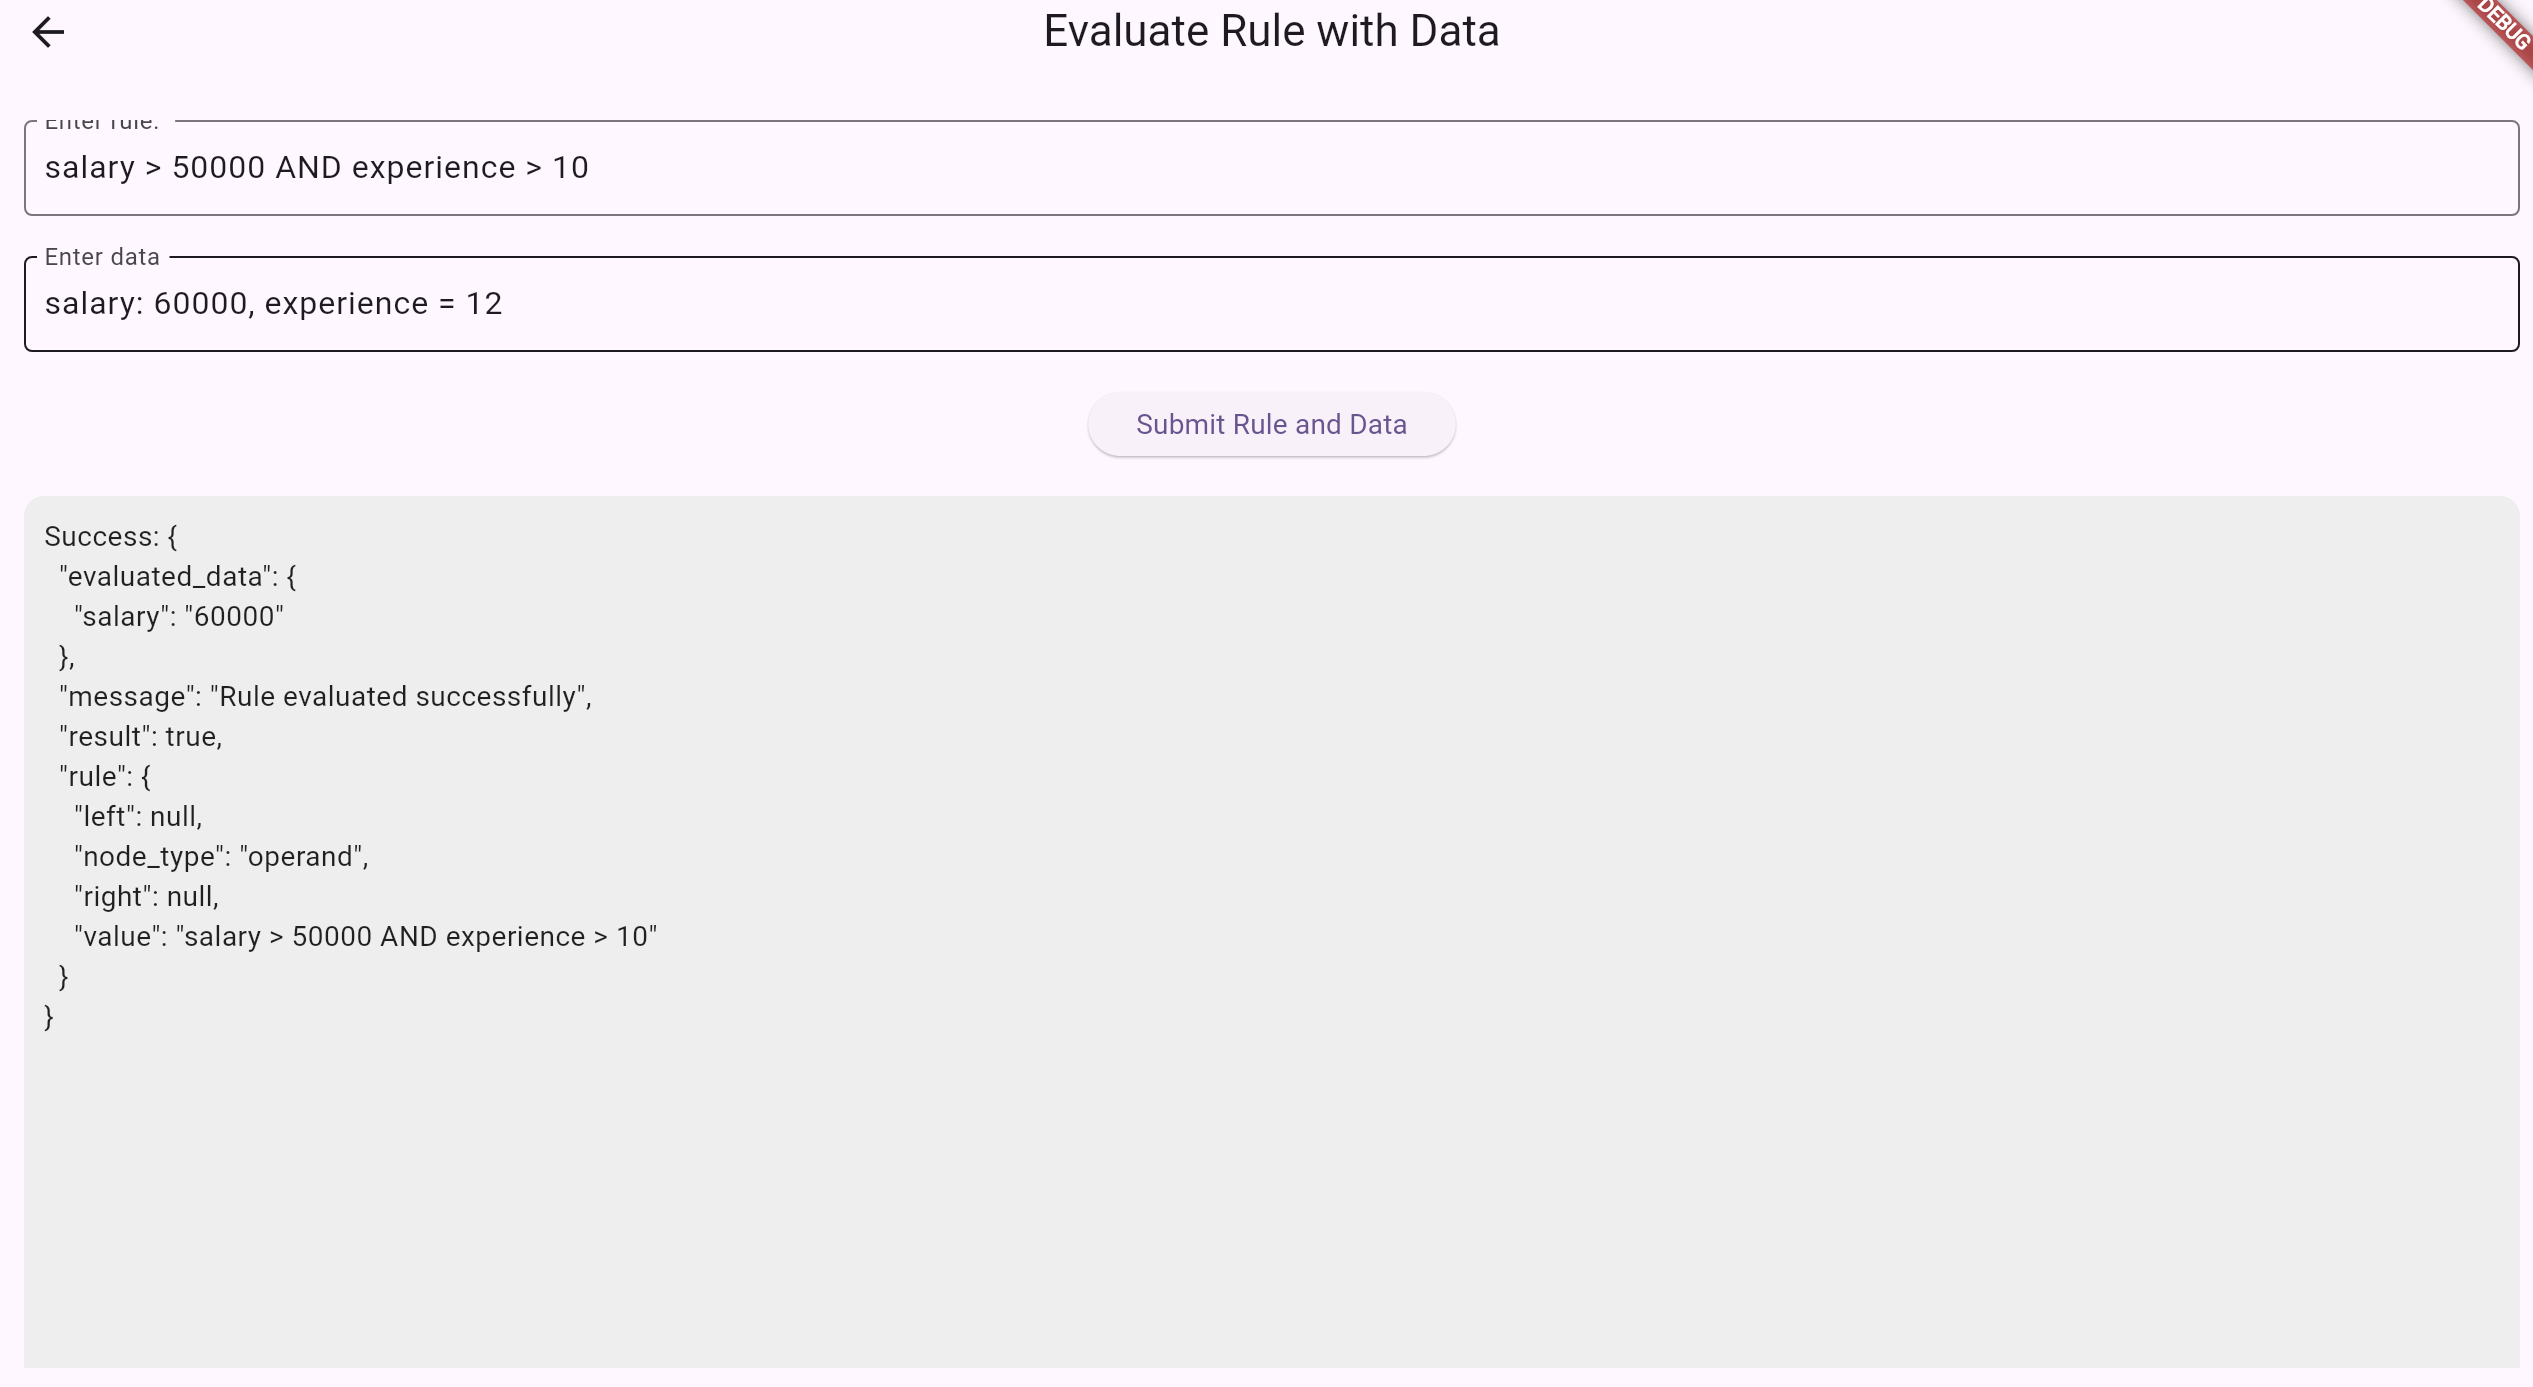 Evaluate Rule with Data
DEBUG
Enter rule:
salary > 50000 AND experience > 10
Enter data
salary: 60000, experience = 12
Submit Rule and Data
Success: {
"evaluated_data": {
"salary": "60000"
},
"message": "Rule evaluated successfully",
"result": true,
"rule": {
"left": null,
"node_type": "operand",
"right": null,
"value": "salary > 50000 AND experience > 10"
}
}